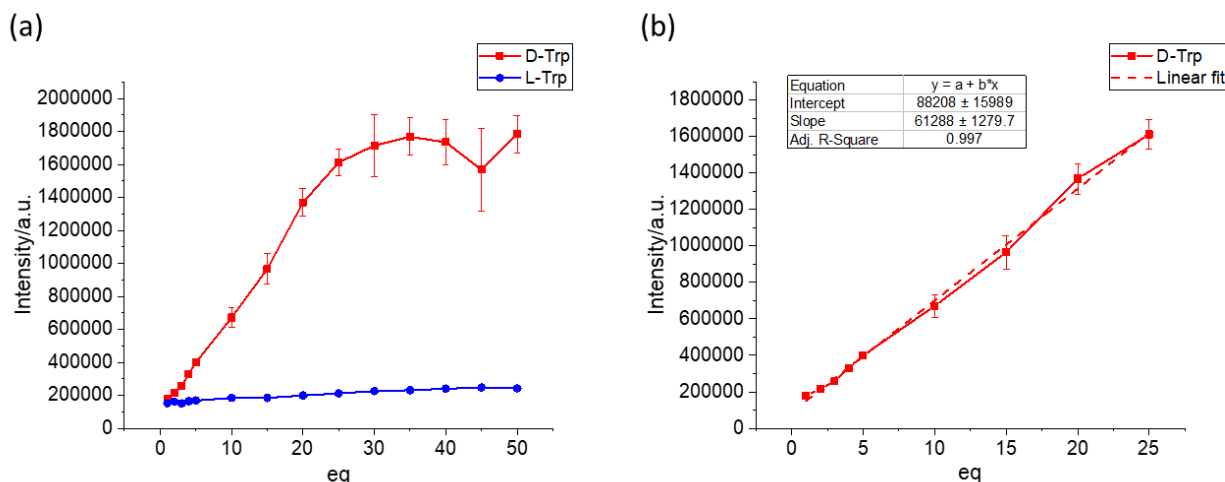 (a)
D-Trp
L-Trp
2000000
1800000
1600000
1400000
1200000
1000000
800000
600000
400000
200000
0
Intensity/a.u.
0 10 20 30 40 50
eq
(b)
D-Trp
Linear fit
Equation y = a + b*x
Intercept 88208 ± 15989
Slope 61288 ± 1279.7
Adj. R-Square 0.997
1800000
1600000
1400000
1200000
1000000
800000
600000
400000
200000
0
Intensity/a.u.
0 5 10 15 20 25
eq